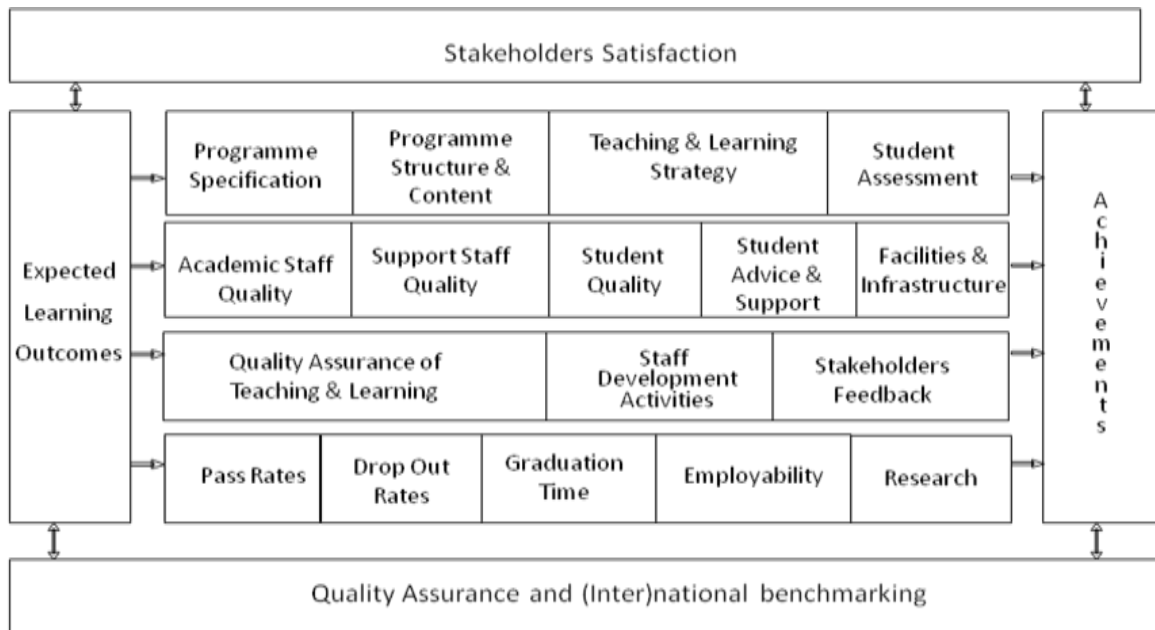 Stakeholders Satisfaction
Expected
Learning
Outcomes
Programme
Specification
Programme
Structure &
Content
Teaching & Learning
Strategy
Student
Assessment
Academic Staff
Quality
Support Staff
Quality
Student
Quality
Student
Advice &
Support
Facilities &
Infrastructure
Quality Assurance of
Teaching & Learning
Staff
Development
Activities
Stakeholders
Feedback
Pass Rates
Drop Out
Rates
Graduation
Time
Employability
Research
Achievements
Quality Assurance and (Inter)national benchmarking